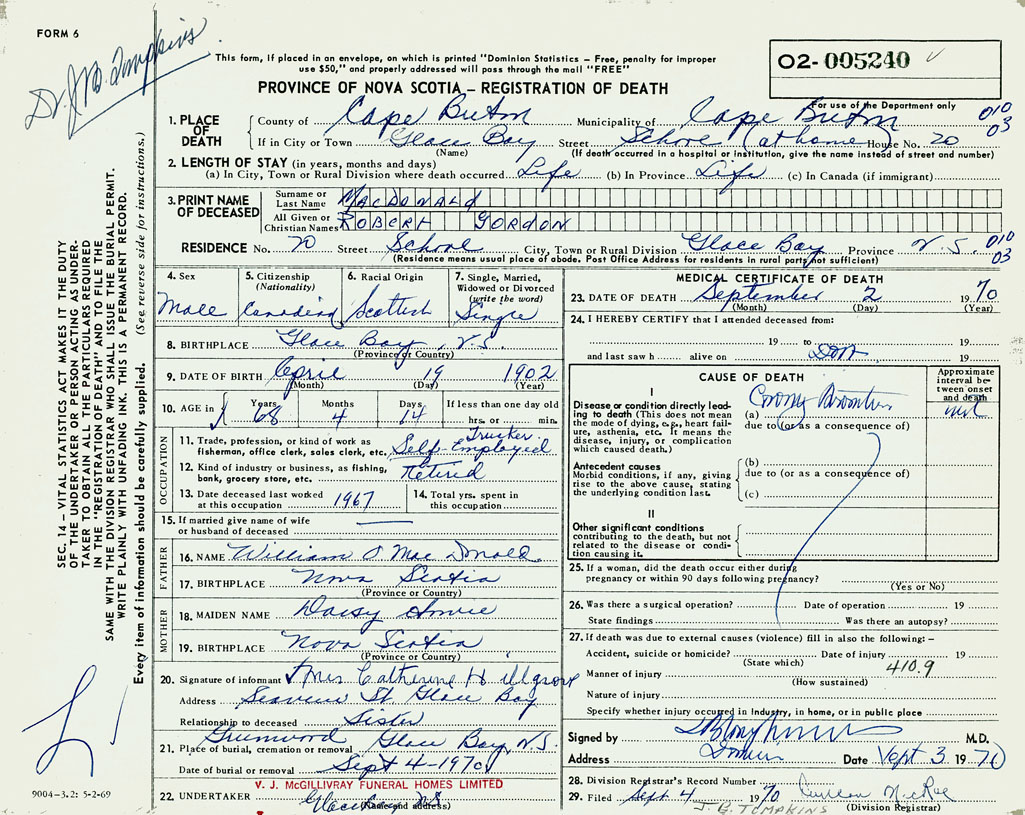 FORM 6
Dr. J B Tompkins
This form, if placed in an envelope, on which is printed "Dominion Statistics – Free, penalty for improper
use $50," and properly addressed will pass through the mail "FREE"
02-005240
PROVINCE OF NOVA SCOTIA – REGISTRATION OF DEATH
For use of the Department only
1. PLACE OF DEATH County of Cape Breton Municipality of Cape Breton 010 03
If in City or Town Glace Bay Street School (at home) House No. 20
(Name) (If death occurred in a hospital or institution, give the name instead of street and number)
2. LENGTH OF STAY (in years, months and days)
(a) In City, Town or Rural Division where death occurred Life (b) In Province Life (c) In Canada (if immigrant)
3. PRINT NAME OF DECEASED Surname or Last Name MACDONALD
All Given or Christian Names ROBERT GORDON
RESIDENCE No. 20 Street School City, Town or Rural Division Glace Bay Province N.S. 010 03
(Residence means usual place of abode. Post Office Address for residents in rural parts not sufficient)
4. Sex 5. Citizenship (Nationality) 6. Racial Origin 7. Single, Married, Widowed or Divorced (write the word)
Male Canadian Scottish Single
8. BIRTHPLACE Glace Bay, N.S.
(Province or Country)
9. DATE OF BIRTH April 19 1902
(Month) (Day) (Year)
10. AGE in Years Months Days If less than one day old
68 4 14 hrs. or min.
OCCUPATION
11. Trade, profession, or kind of work as Trucker
fisherman, office clerk, sales clerk, etc. Self-Employed
12. Kind of industry or business, as fishing,
bank, grocery store, etc. Retired
13. Date deceased last worked at this occupation 1967 14. Total yrs. spent in this occupation
15. If married give name of wife
or husband of deceased
FATHER
16. NAME William MacDonald
17. BIRTHPLACE Nova Scotia
(Province or Country)
MOTHER
18. MAIDEN NAME Daisy
19. BIRTHPLACE Nova Scotia
(Province or Country)
20. Signature of informant Mrs Catherine Hillgrove
Address St Glace Bay
Relationship to deceased Sister
Greenwood
21. Place of burial, cremation or removal Glace Bay, N.S.
Date of burial or removal Sept 4-1970
V. J. McGILLIVRAY FUNERAL HOMES LIMITED
22. UNDERTAKER Glace Bay NS
(Name and address)
MEDICAL CERTIFICATE OF DEATH
23. DATE OF DEATH September 2 1970
(Month) (Day) (Year)
24. I HEREBY CERTIFY that I attended deceased from:
19 to 19
and last saw h alive on DOA 19
CAUSE OF DEATH
Approximate interval between onset and death
I
Disease or condition directly leading to death (This does not mean the mode of dying, e.g., heart failure, asthenia, etc. It means the disease, injury, or complication which caused death.)
(a) Coronary Thrombosis
due to (or as a consequence of)
Antecedent causes
Morbid conditions, if any, giving rise to the above cause, stating the underlying condition last.
(b)
due to (or as a consequence of)
(c)
II
Other significant conditions
contributing to the death, but not related to the disease or condition causing it.
25. If a woman, did the death occur either during
pregnancy or within 90 days following pregnancy?
(Yes or No)
26. Was there a surgical operation? Date of operation 19
State findings Was there an autopsy?
27. If death was due to external causes (violence) fill in also the following: –
Accident, suicide or homicide? Date of injury 19
(State which)
Manner of injury 410.9
(How sustained)
Nature of injury
Specify whether injury occurred in industry, in home, or in public place
Signed by M.D.
Address Date Sept 3 1970
28. Division Registrar's Record Number
29. Filed Sept 4 1970
J. B. TOMPKINS (Division Registrar)
SEC. 14 – VITAL STATISTICS ACT MAKES IT THE DUTY
OF THE UNDERTAKER OR PERSON ACTING AS UNDER-
TAKER TO OBTAIN ALL THE PARTICULARS REQUIRED
IN THE "REGISTRATION OF DEATH" AND TO FILE THE
SAME WITH THE DIVISION REGISTRAR WHO SHALL ISSUE THE BURIAL PERMIT.
WRITE PLAINLY WITH UNFADING INK. THIS IS A PERMANENT RECORD.
Every item of information should be carefully supplied. (See reverse side for instructions.)
9004-3.2: 5-2-69